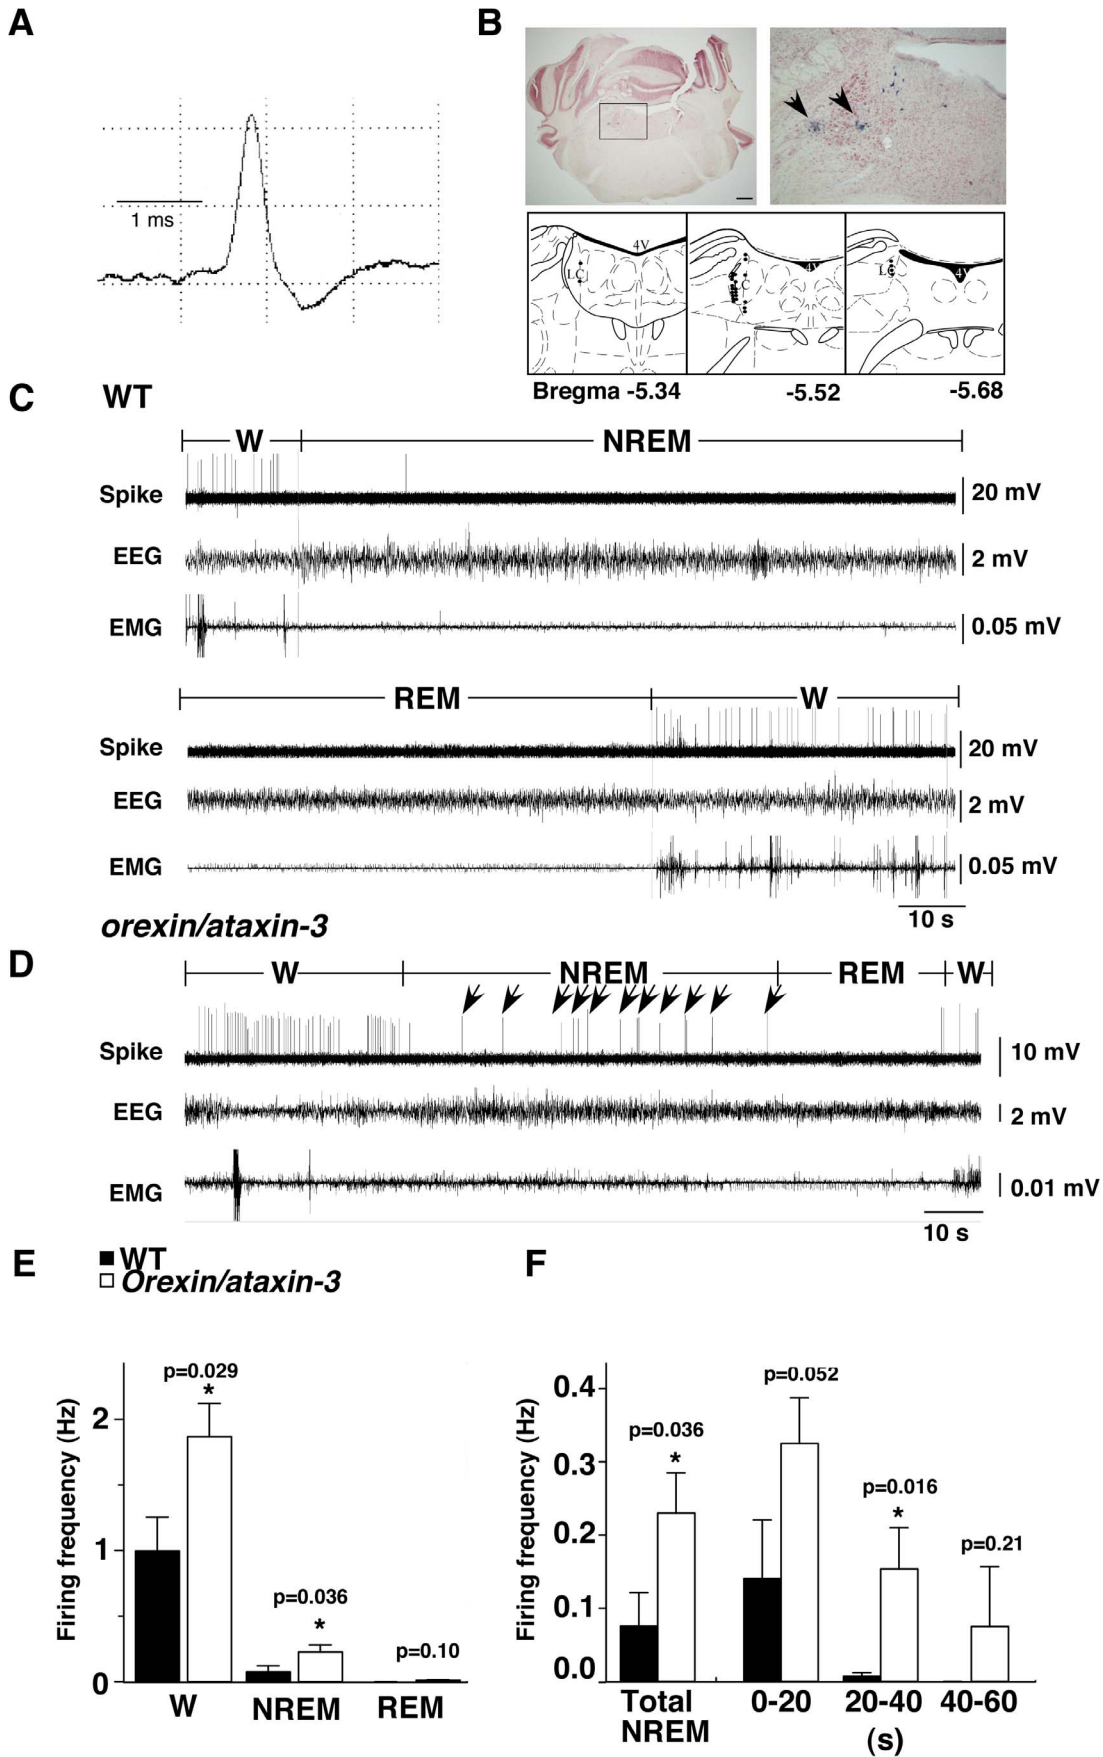 A
B
1 ms
4V
LC
C
4V
LC
4V
Bregma -5.34
-5.52
-5.68
C
WT
W
NREM
Spike
20 mV
EEG
2 mV
EMG
0.05 mV
REM
W
Spike
20 mV
EEG
2 mV
EMG
0.05 mV
10 s
orexin/ataxin-3
D
W
NREM
REM
W
Spike
10 mV
EEG
2 mV
EMG
0.01 mV
10 s
E
WT
Orexin/ataxin-3
Firing frequency (Hz)
2
1
0
p=0.029
*
p=0.036
*
p=0.10
W
NREM
REM
F
Firing frequency (Hz)
0.4
0.3
0.2
0.1
0.0
p=0.036
*
p=0.052
p=0.016
*
p=0.21
Total
NREM
0-20
20-40
40-60
(s)